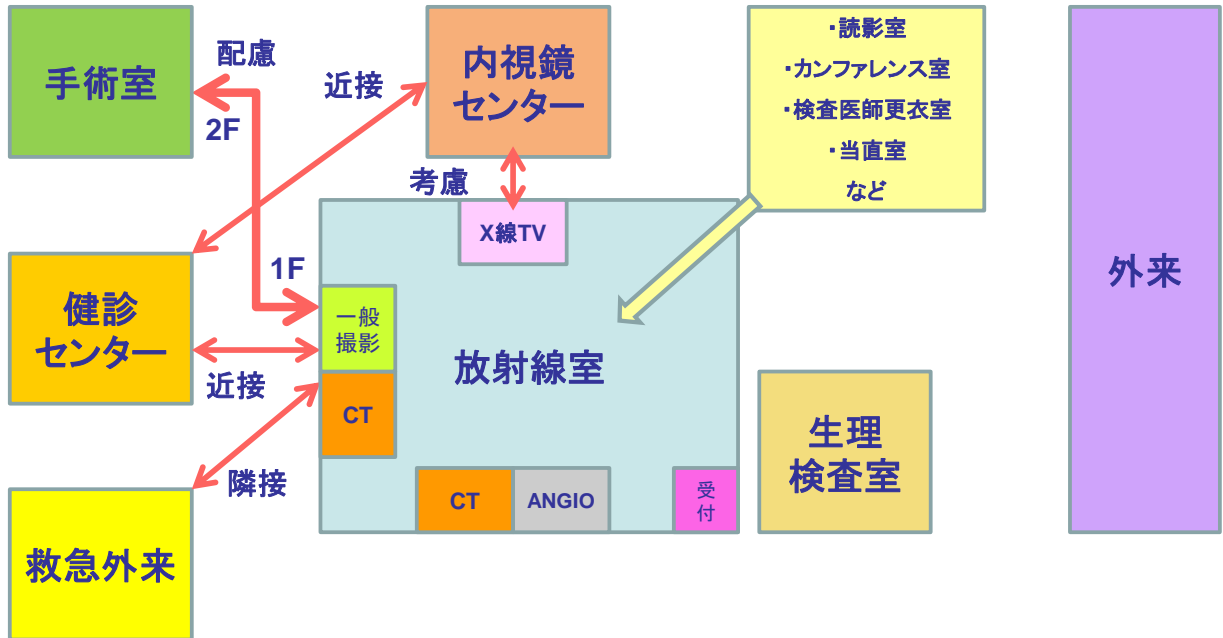 手術室
配慮
2F
近接
内視鏡
センター
・読影室
・カンファレンス室
・検査医師更衣室
・当直室
など
外来
考慮
X線TV
健診
センター
1F
一般
撮影
近接
放射線室
CT
生理
検査室
隣接
CT
ANGIO
受
付
救急外来